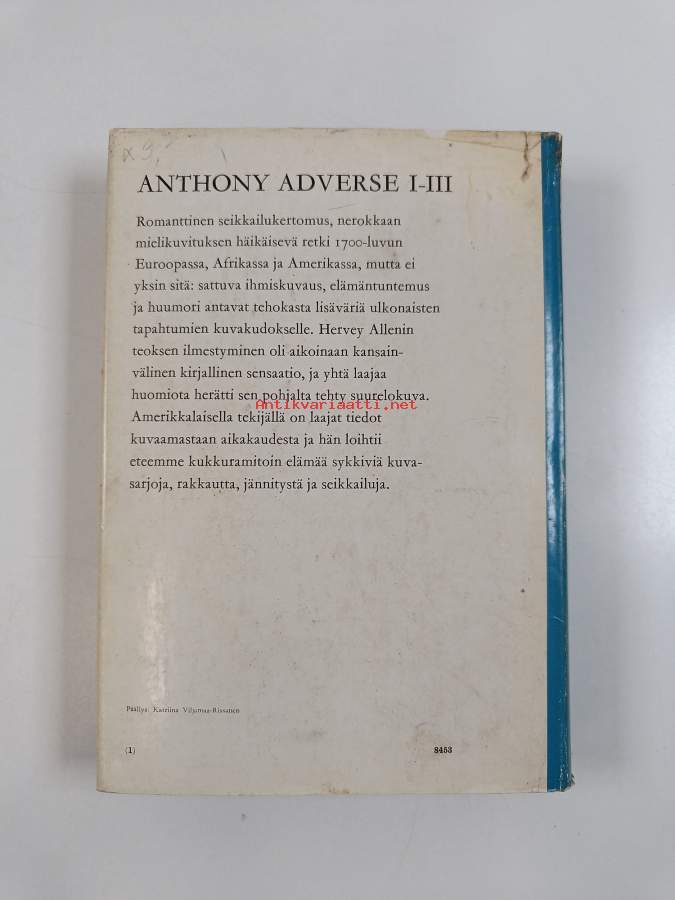 x9,
ANTHONY ADVERSE I-III
Romanttinen seikkailukertomus, nerokkaan
mielikuvituksen häikäisevä retki 1700-luvun
Euroopassa, Afrikassa ja Amerikassa, mutta ei
yksin sitä: sattuva ihmiskuvaus, elämäntuntemus
ja huumori antavat tehokasta lisäväriä ulkonaisten
tapahtumien kuvakudokselle. Hervey Allenin
teoksen ilmestyminen oli aikoinaan kansain-
välinen kirjallinen sensaatio, ja yhtä laajaa
huomiota herätti sen pohjalta tehty suurelokuva.
Antikvariaatti.net
Amerikkalaisella tekijällä on laajat tiedot
kuvaamastaan aikakaudesta ja hän loihtii
eteemme kukkuramitoin elämää sykkiviä kuva-
sarjoja, rakkautta, jännitystä ja seikkailuja.
Päällys: Katriina Viljamaa-Rissanen
(1) 8453